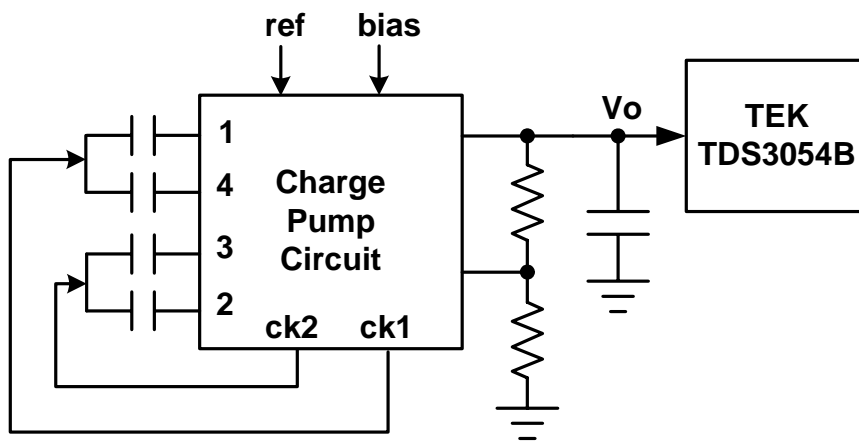 ref
bias
Vo
TEK
TDS3054B
1
4
3
2
Charge
Pump
Circuit
ck2
ck1